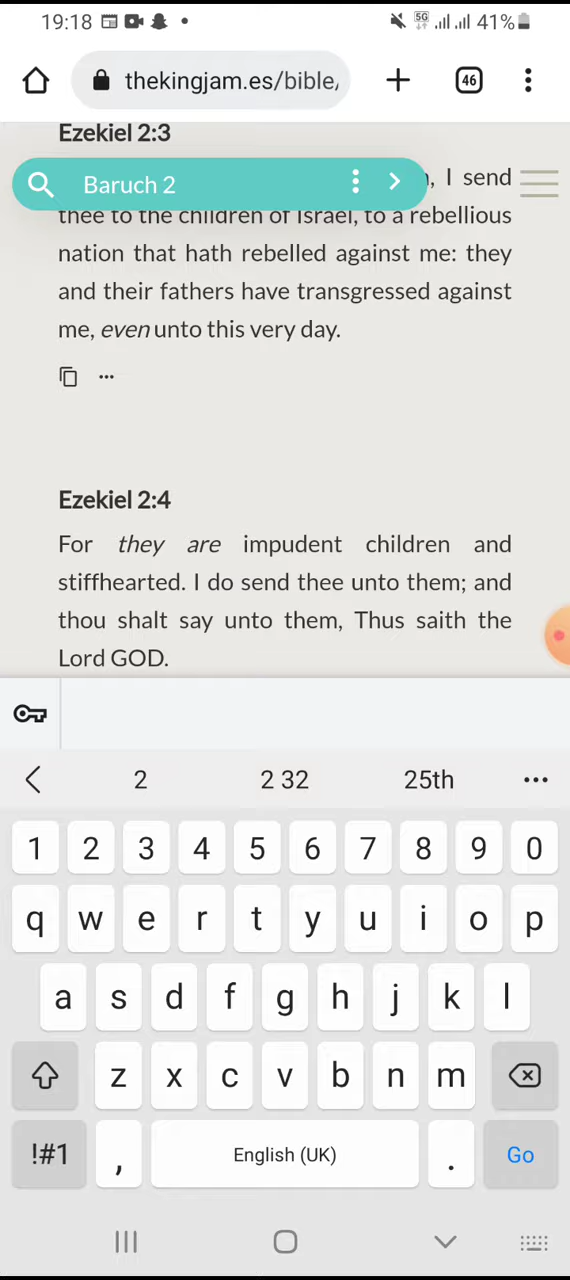 19:18 5G 41%
thekingjam.es/bible/ 46
Ezekiel 2:3
Baruch 2 , I send
thee to the children of Israel, to a rebellious
nation that hath rebelled against me: they
and their fathers have transgressed against
me, even unto this very day.
...
Ezekiel 2:4
For they are impudent children and
stiffhearted. I do send thee unto them; and
thou shalt say unto them, Thus saith the
Lord GOD.
2 2 32 25th ...
1 2 3 4 5 6 7 8 9 0
q w e r t y u i o p
a s d f g h j k l
z x c v b n m
!#1 , English (UK) . Go